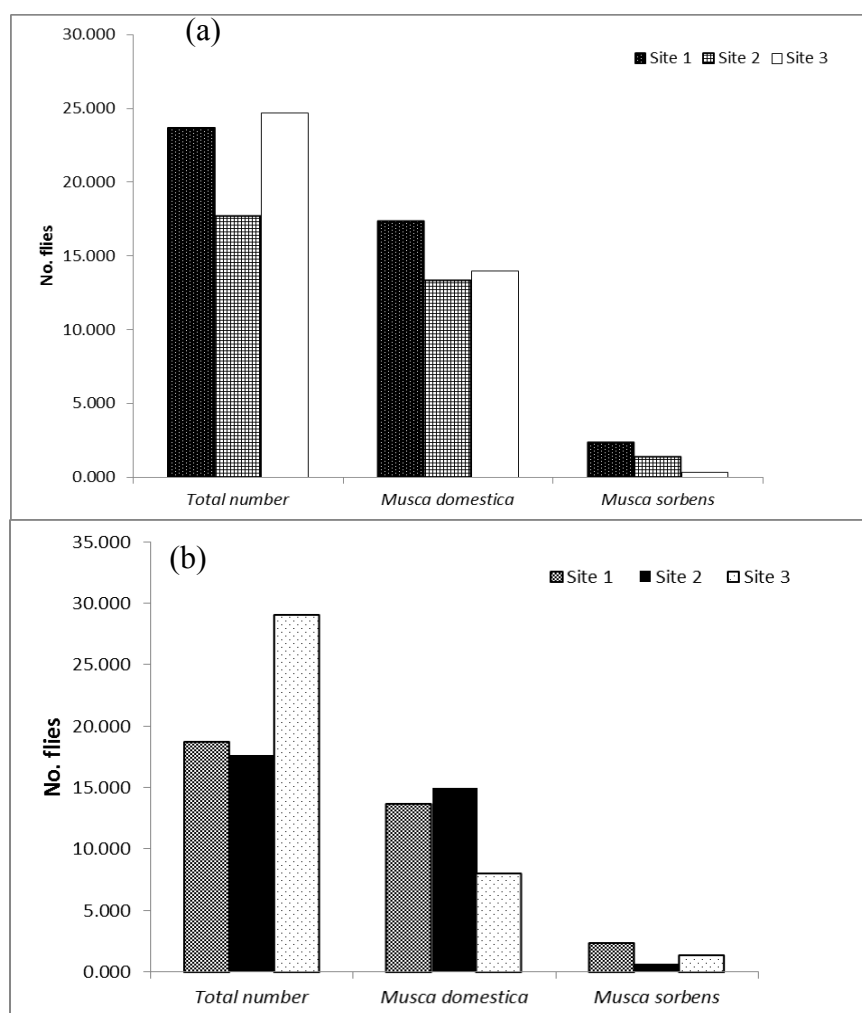 (a)
30.000
25.000
20.000
15.000
10.000
5.000
0.000
No. flies
Site 1 Site 2 Site 3
Total number Musca domestica Musca sorbens
(b)
35.000
30.000
25.000
20.000
15.000
10.000
5.000
0.000
No. flies
Site 1 Site 2 Site 3
Total number Musca domestica Musca sorbens